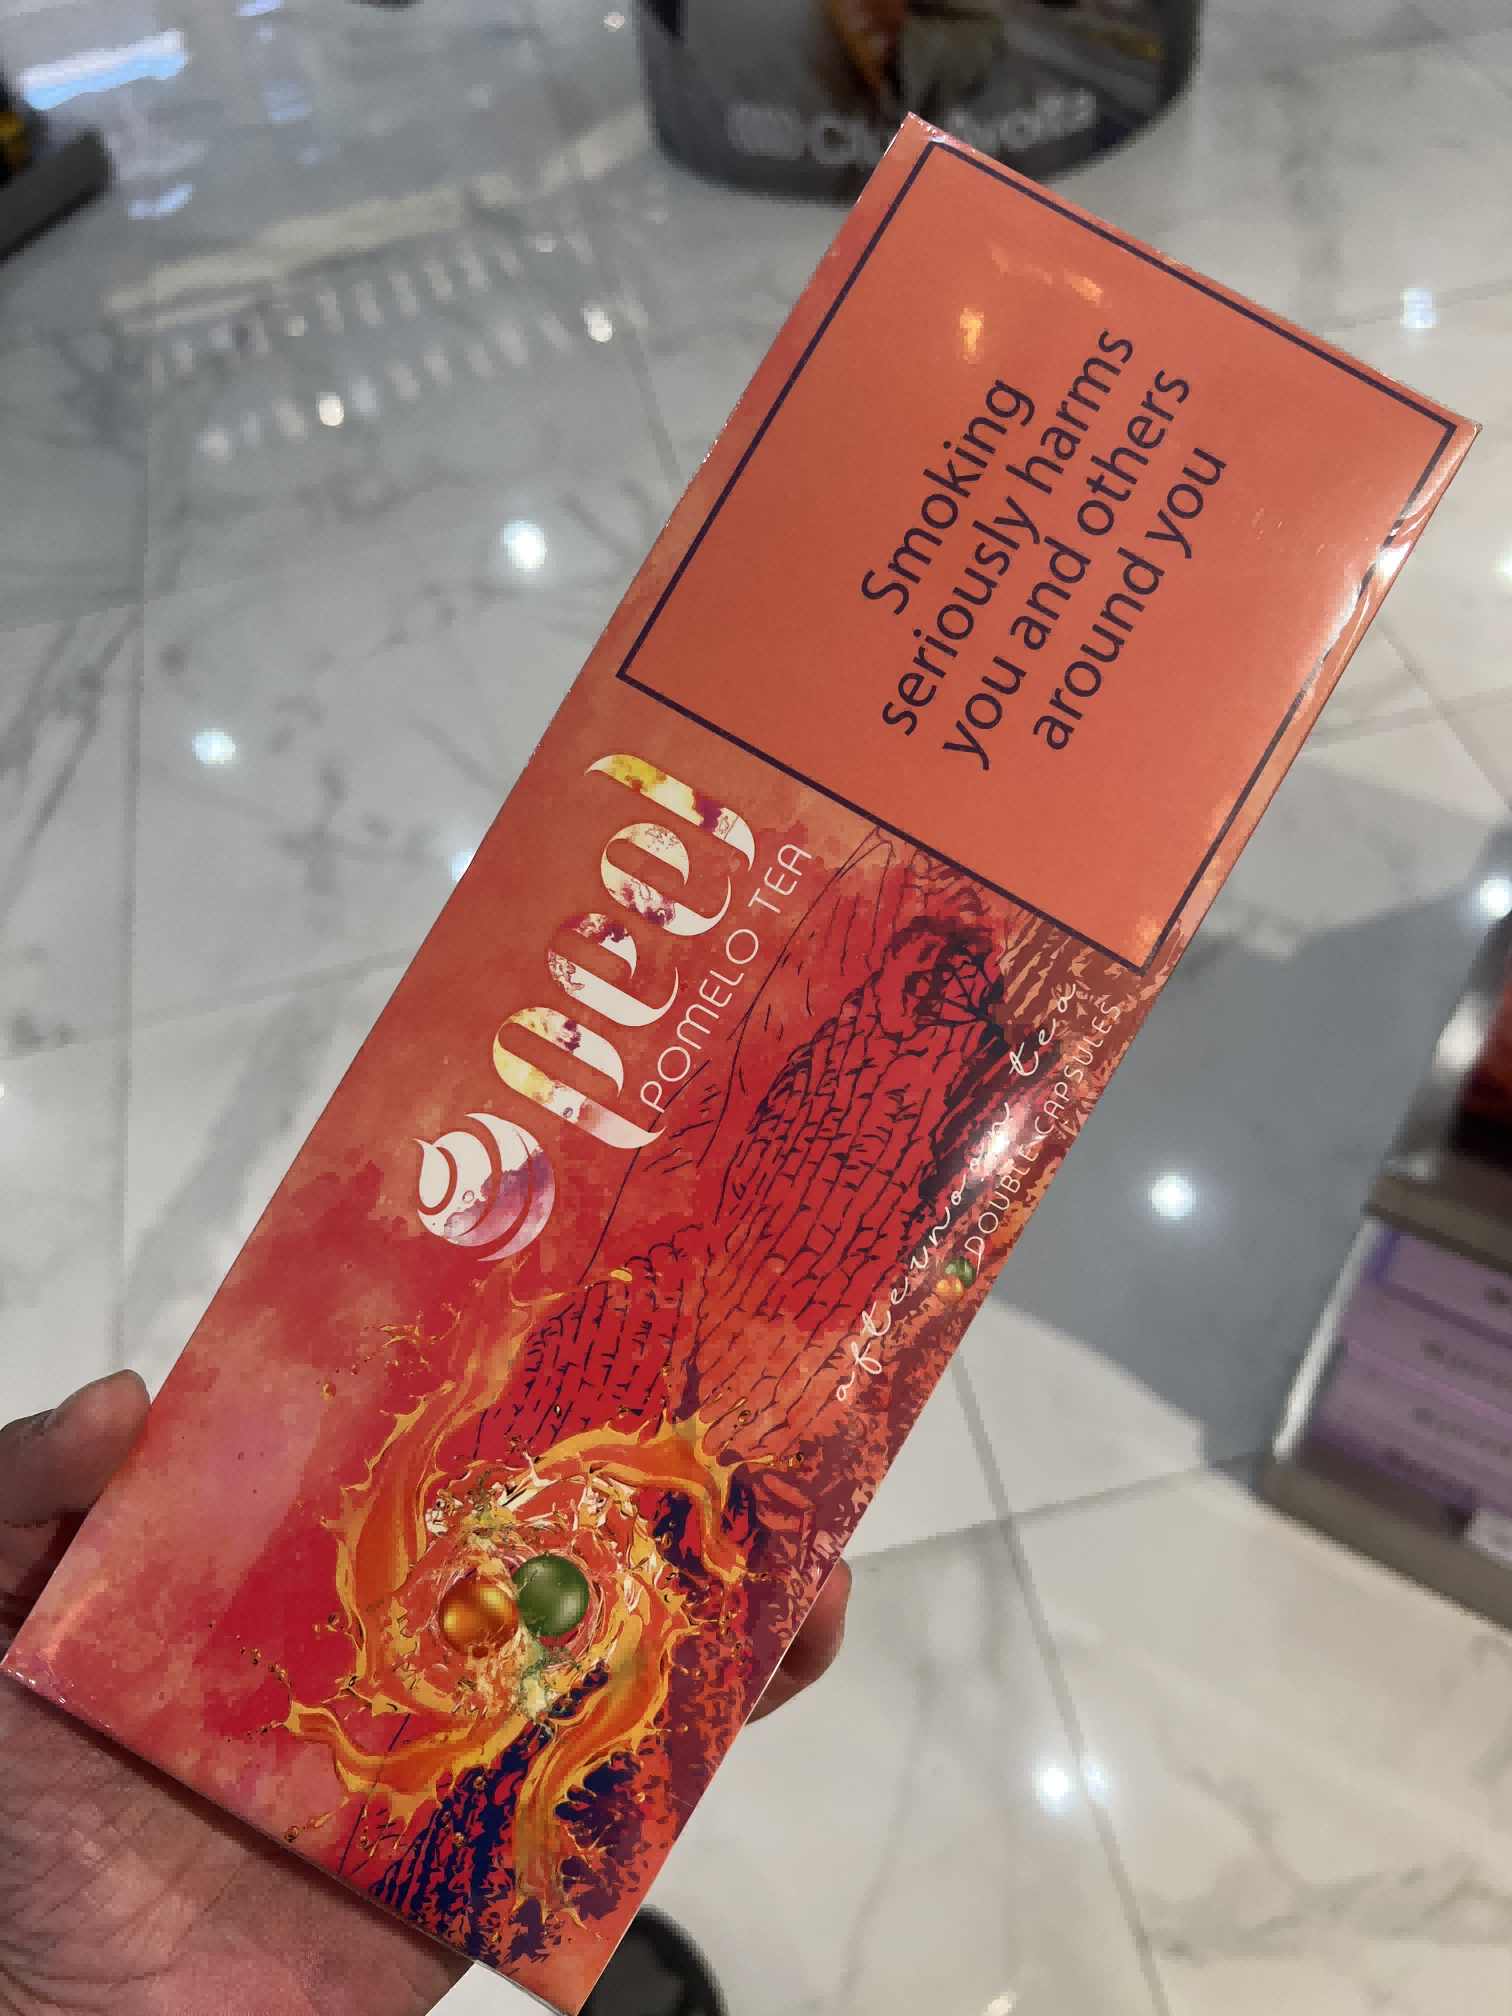 Smoking
seriously harms
you and others
around you
POMELO TEA
afternoon tea
DOUBLE CAPSULES